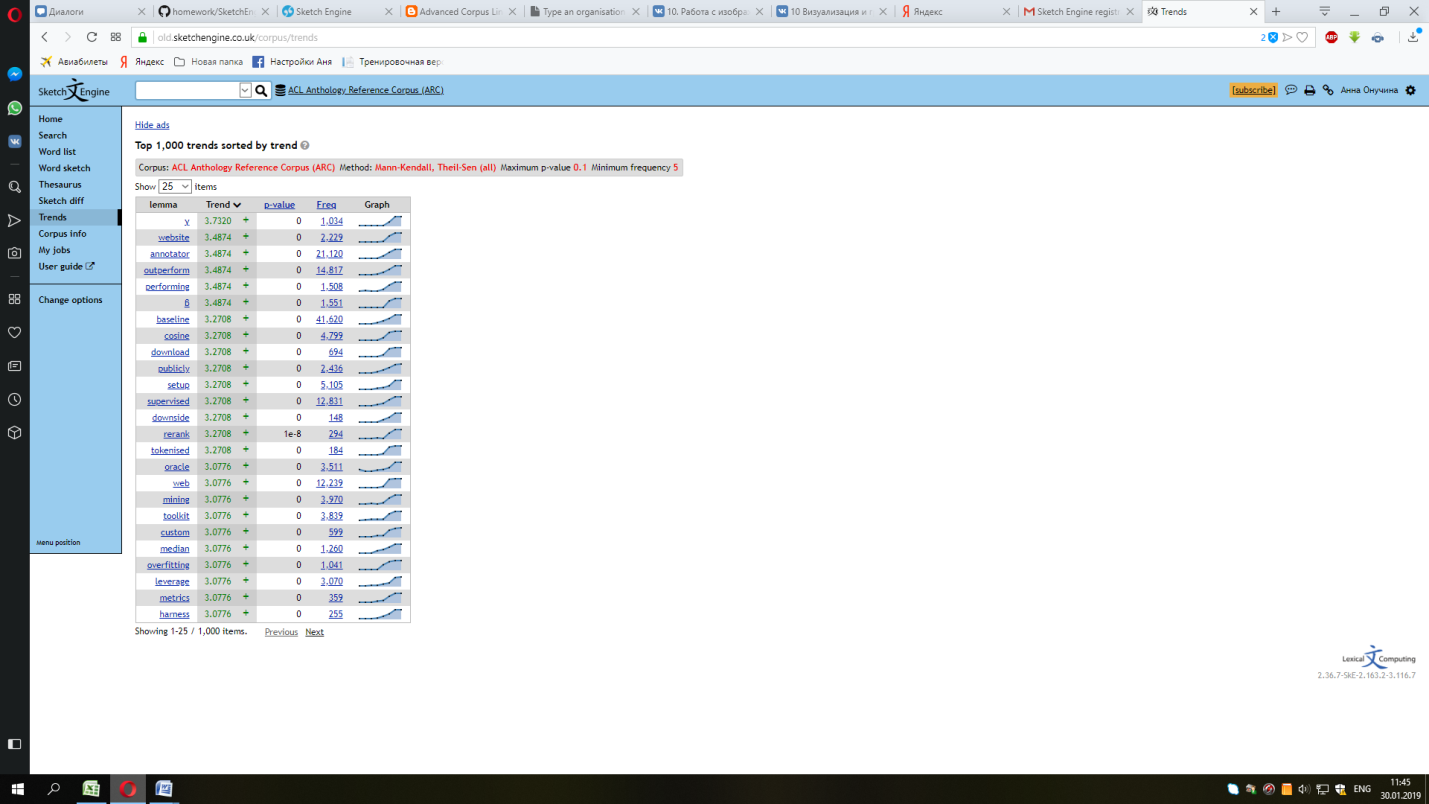 Диалоги
homework/SketchEn
Sketch Engine
Advanced Corpus Lin
Type an organisation
10. Работа с изобра
10 Визуализация и п
Яндекс
Sketch Engine registr
Trends
old.sketchengine.co.uk/corpus/trends
2
ABP
Авиабилеты
Яндекс
Новая папка
Настройки Аня
Тренировочная вер
Sketch Engine
ACL Anthology Reference Corpus (ARC)
[subscribe]
Анна Онучина
Home
Search
Word list
Word sketch
Thesaurus
Sketch diff
Trends
Corpus info
My jobs
User guide
Change options
Menu position
Hide ads
Top 1,000 trends sorted by trend
Corpus: ACL Anthology Reference Corpus (ARC) Method: Mann-Kendall, Theil-Sen (all) Maximum p-value 0.1 Minimum frequency 5
Show 25 items
lemma Trend p-value Freq Graph
γ 3.7320 + 0 1,034
website 3.4874 + 0 2,229
annotator 3.4874 + 0 21,120
outperform 3.4874 + 0 14,817
performing 3.4874 + 0 1,508
β 3.4874 + 0 1,551
baseline 3.2708 + 0 41,620
cosine 3.2708 + 0 4,799
download 3.2708 + 0 694
publicly 3.2708 + 0 2,436
setup 3.2708 + 0 5,105
supervised 3.2708 + 0 12,831
downside 3.2708 + 0 148
rerank 3.2708 + 1e-8 294
tokenised 3.2708 + 0 184
oracle 3.0776 + 0 3,511
web 3.0776 + 0 12,239
mining 3.0776 + 0 3,970
toolkit 3.0776 + 0 3,839
custom 3.0776 + 0 599
median 3.0776 + 0 1,260
overfitting 3.0776 + 0 1,041
leverage 3.0776 + 0 3,070
metrics 3.0776 + 0 359
harness 3.0776 + 0 255
Showing 1-25 / 1,000 items. Previous Next
Lexical Computing
2.36.7-SkE-2.163.2-3.116.7
ENG
11:45
30.01.2019